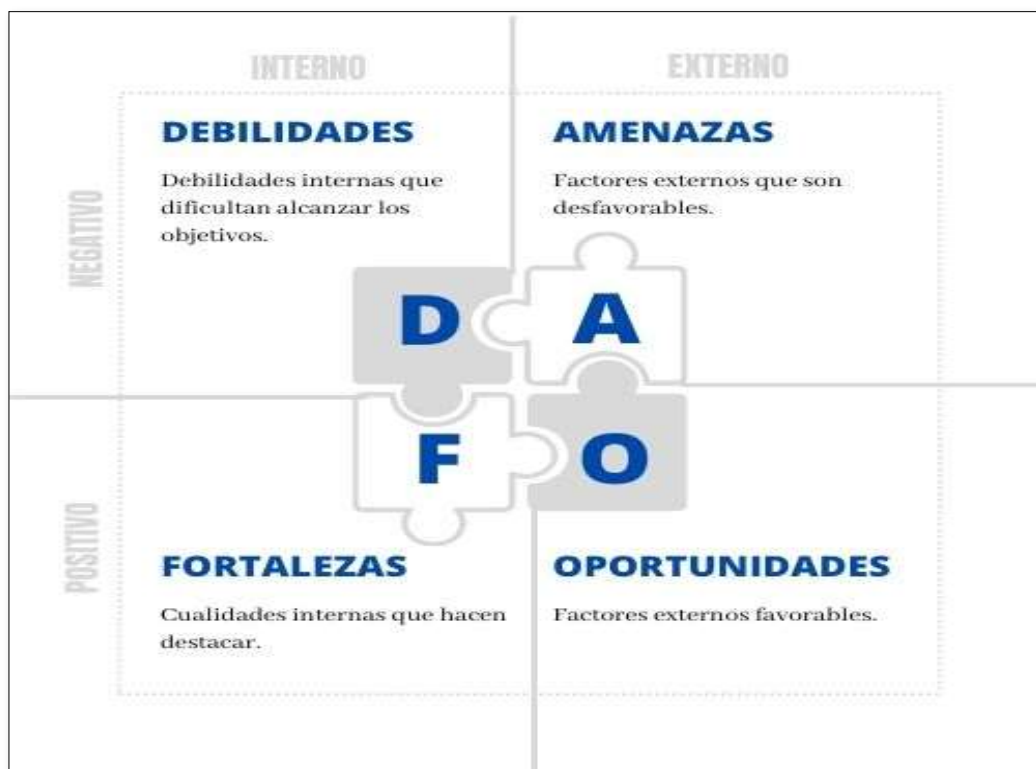 INTERNO
EXTERNO
NEGATIVO
DEBILIDADES
Debilidades internas que
dificultan alcanzar los
objetivos.
AMENAZAS
Factores externos que son
desfavorables.
D
A
F
O
POSITIVO
FORTALEZAS
Cualidades internas que hacen
destacar.
OPORTUNIDADES
Factores externos favorables.